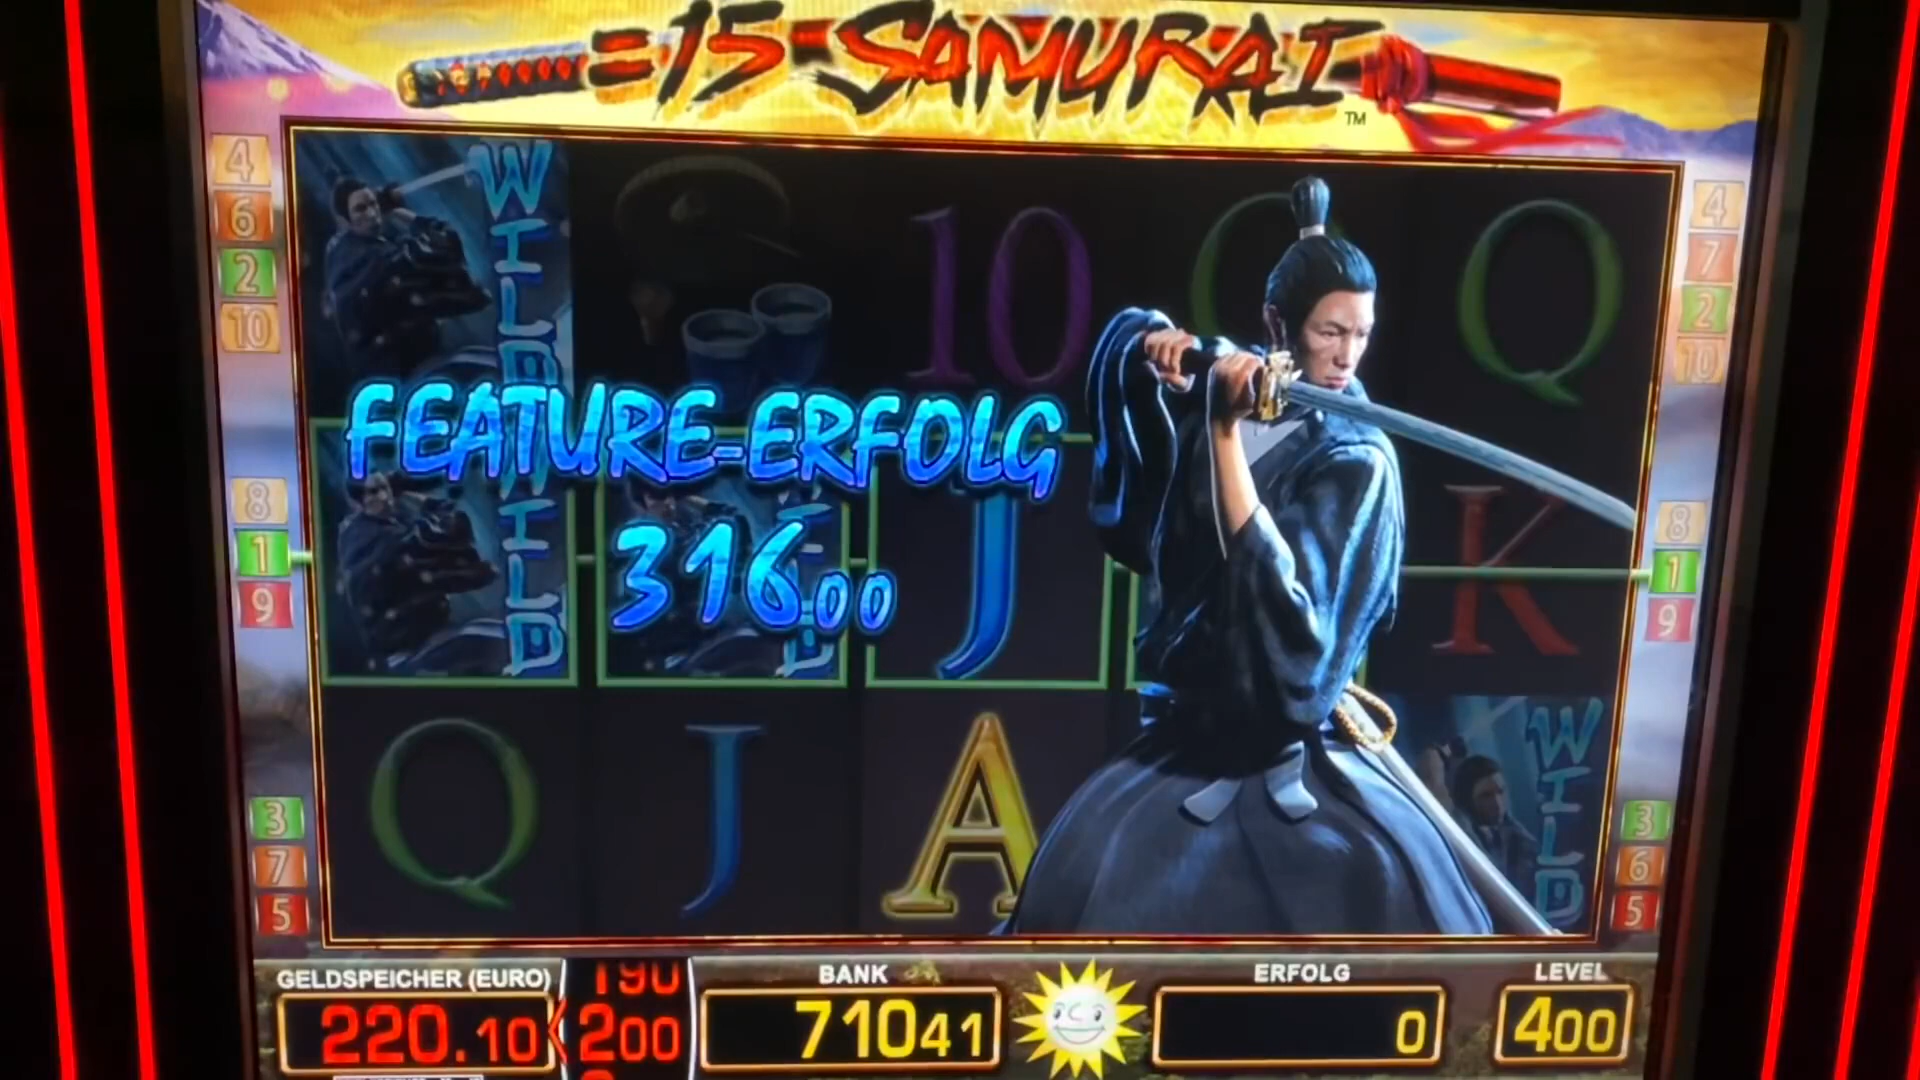 =15 SAMURAI ™
4 4
6 7
2 2
10 10
WILD 10 Q Q
FEATURE-ERFOLG
316.00
8 8
1 1
9 9
WILD WILD J K
3 3
7 6
5 5
Q J A WILD
GELDSPEICHER (EURO) 190 BANK ERFOLG LEVEL
220.10 200 71041 0 400